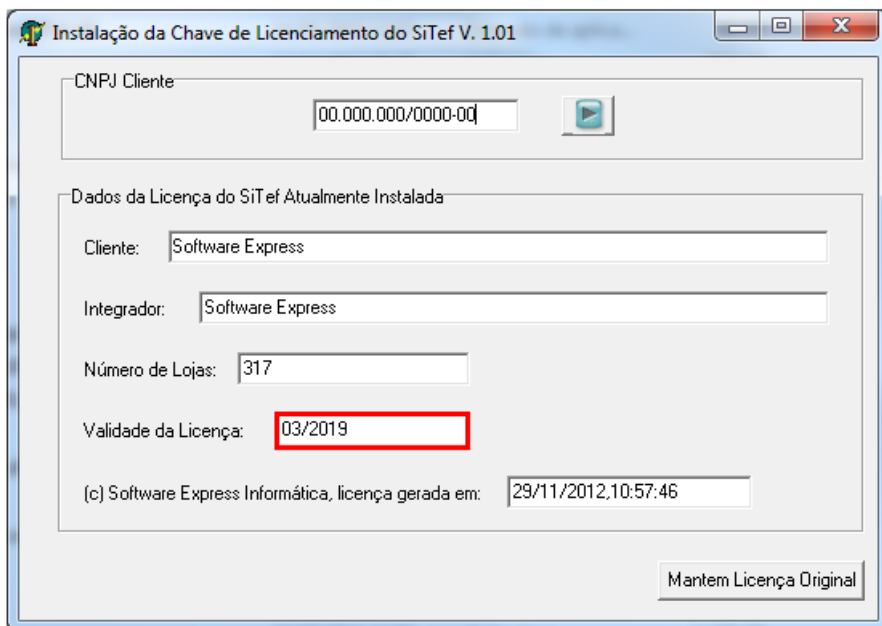 Instalação da Chave de Licenciamento do SiTef V. 1.01
CNPJ Cliente
00.000.000/0000-00
Dados da Licença do SiTef Atualmente Instalada
Cliente: Software Express
Integrador: Software Express
Número de Lojas: 317
Validade da Licença: 03/2019
(c) Software Express Informática, licença gerada em: 29/11/2012,10:57:46
Mantem Licença Original